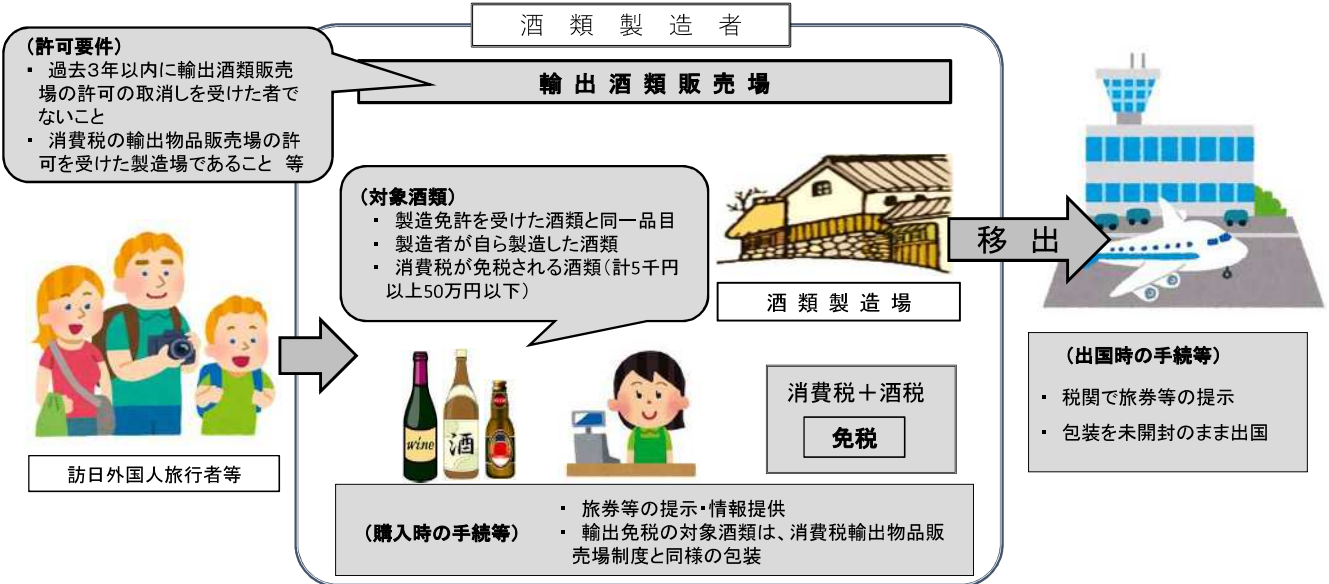 酒類製造者
(許可要件)
・ 過去3年以内に輸出酒類販売
場の許可の取消しを受けた者で
ないこと
・ 消費税の輸出物品販売場の許
可を受けた製造場であること 等
輸出酒類販売場
(対象酒類)
・ 製造免許を受けた酒類と同一品目
・ 製造者が自ら製造した酒類
・ 消費税が免税される酒類(計5千円
以上50万円以下)
酒類製造場
移出
訪日外国人旅行者等
wine
酒
消費税+酒税
免税
(購入時の手続等)
・ 旅券等の提示・情報提供
・ 輸出免税の対象酒類は、消費税輸出物品販
売場制度と同様の包装
(出国時の手続等)
・ 税関で旅券等の提示
・ 包装を未開封のまま出国